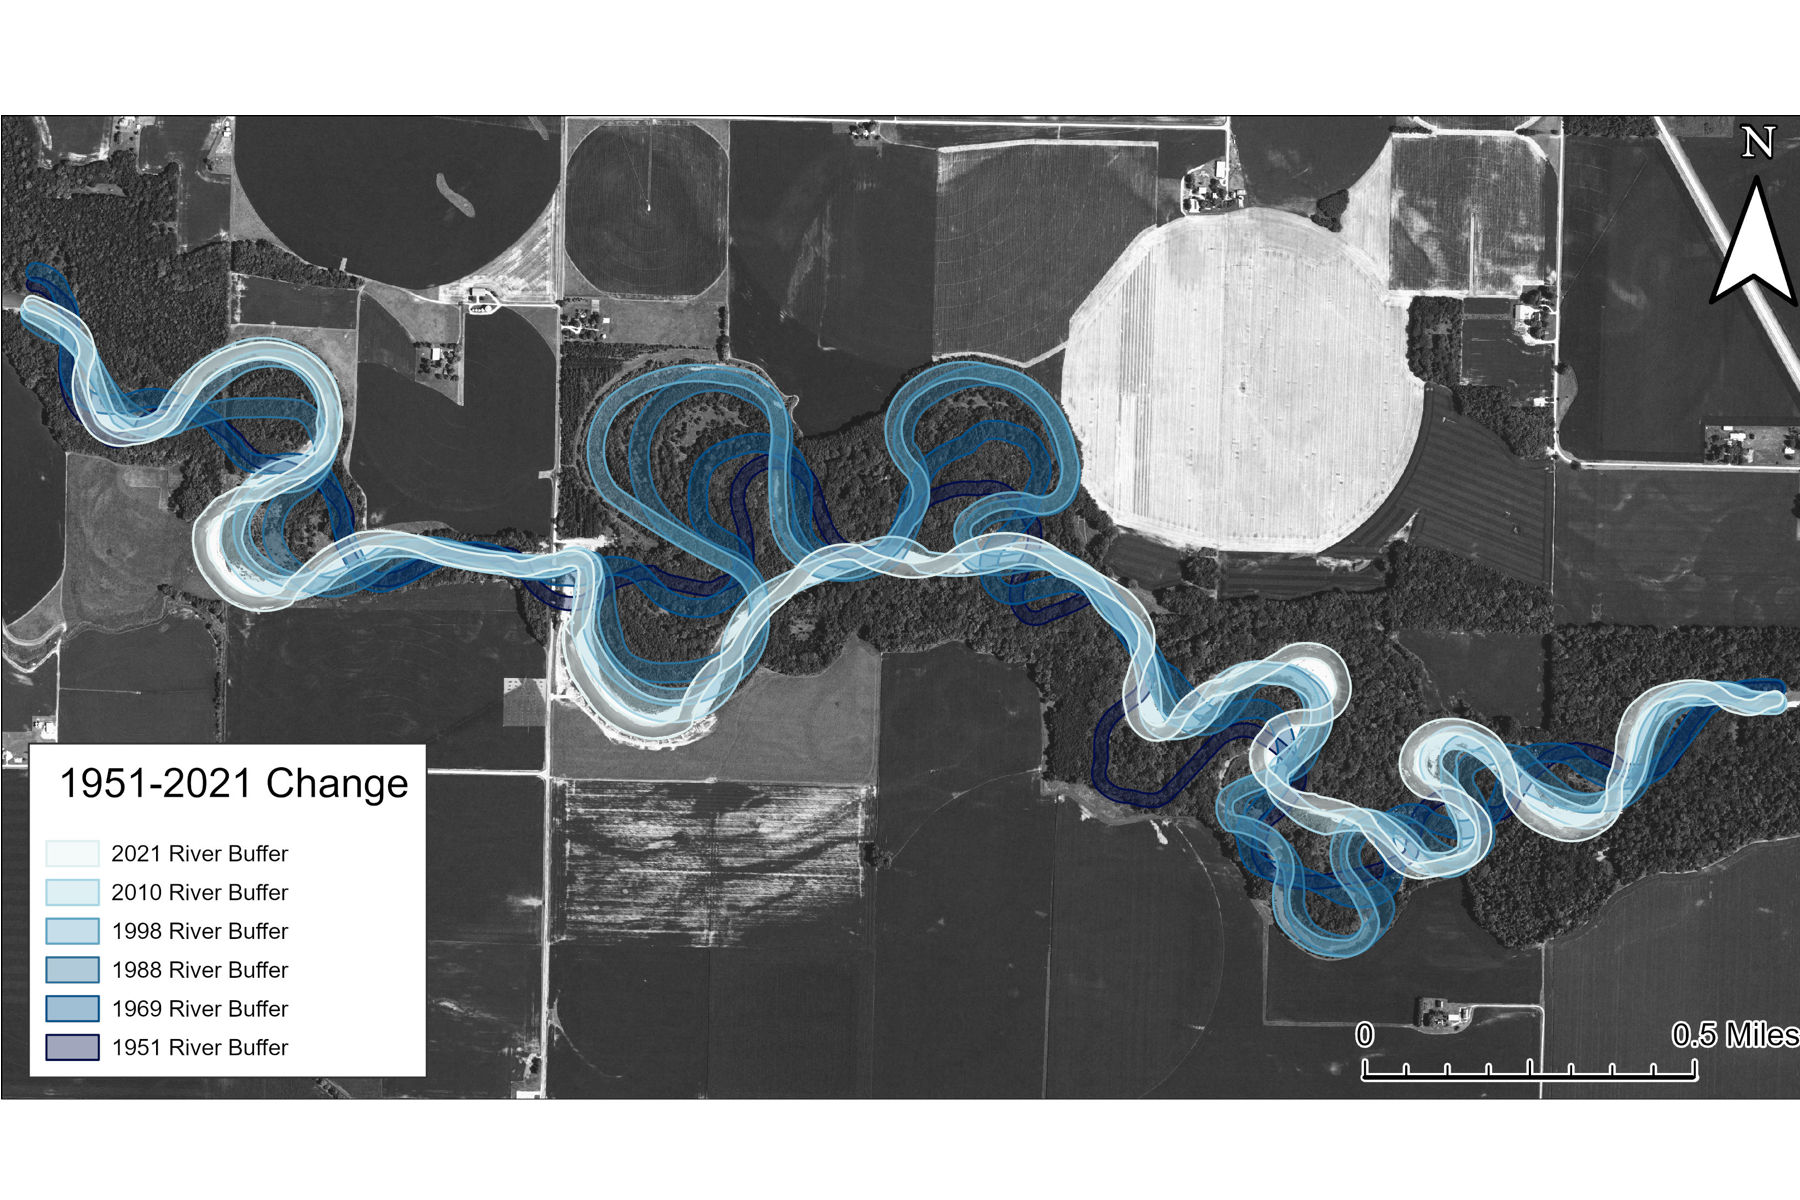 N
1951-2021 Change
2021 River Buffer
2010 River Buffer
1998 River Buffer
1988 River Buffer
1969 River Buffer
1951 River Buffer
0 0.5 Miles